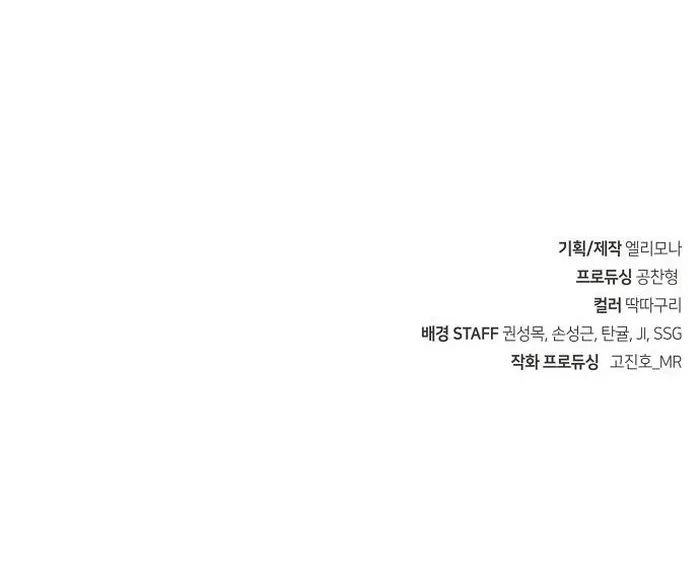 기획/제작 엘리모나
프로듀싱 공찬형
컬러 딱따구리
배경 STAFF 권성목, 손성근, 탄귤, JI, SSG
작화 프로듀싱 고진호_MR